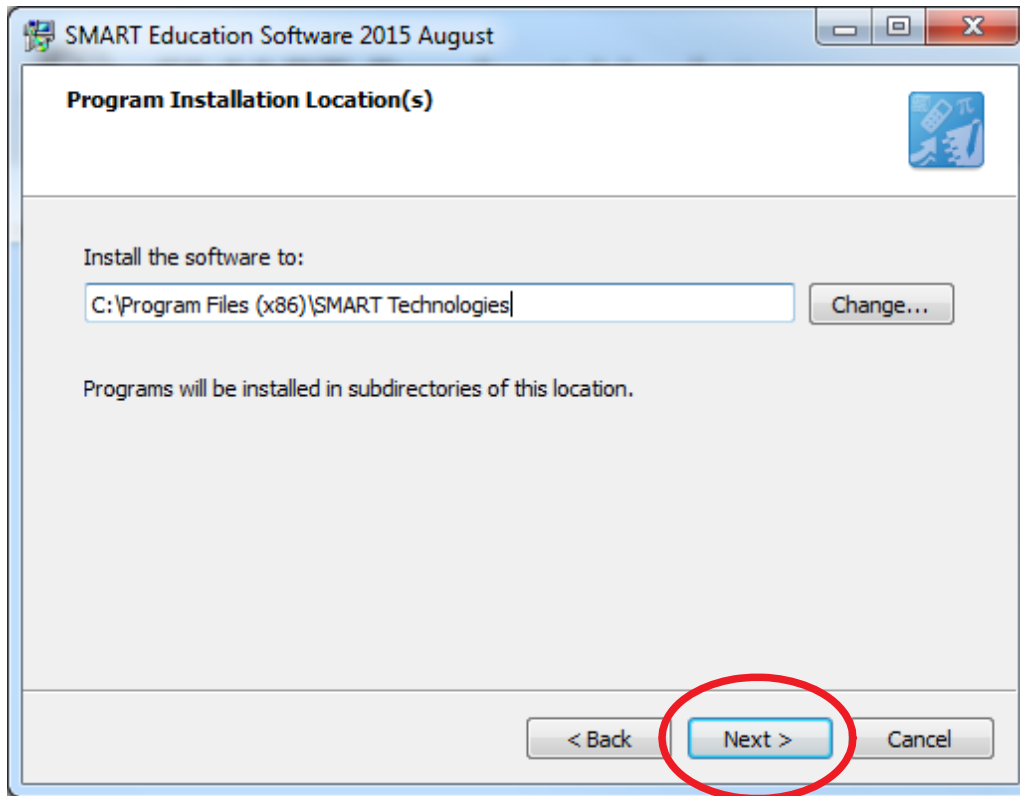 SMART Education Software 2015 August
Program Installation Location(s)
Install the software to:
C:\Program Files (x86)\SMART Technologies
Change...
Programs will be installed in subdirectories of this location.
< Back
Next >
Cancel